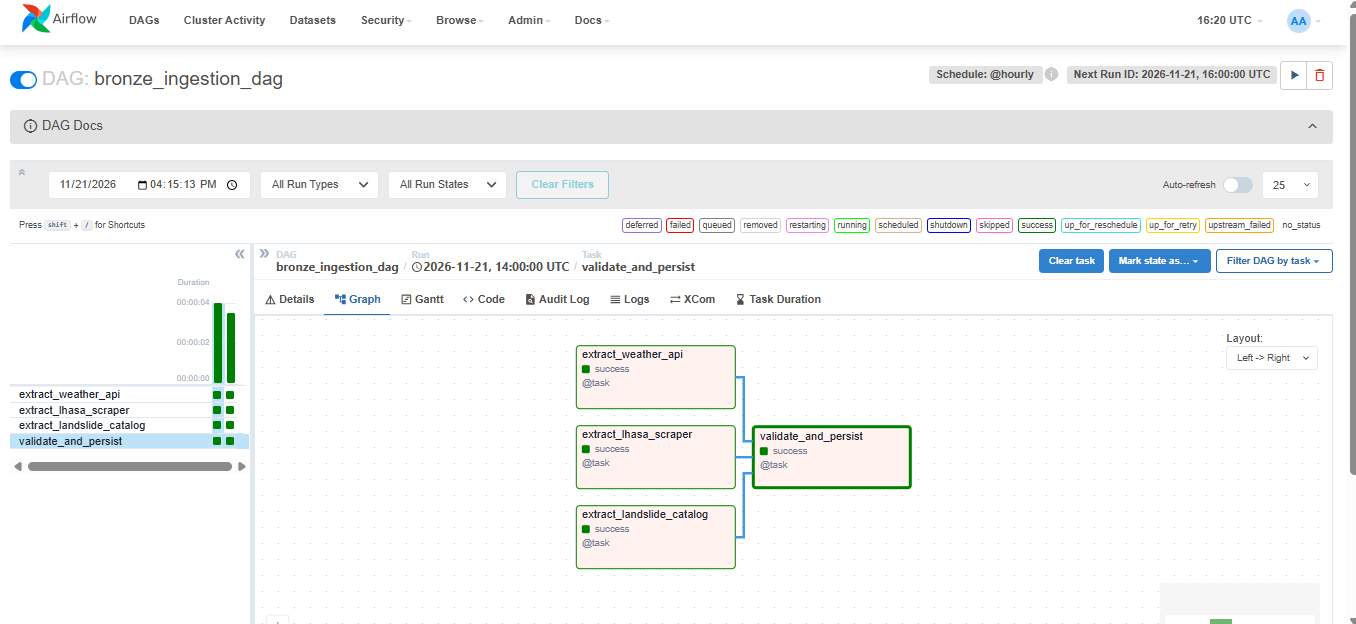 Airflow DAGs Cluster Activity Datasets Security Browse Admin Docs 16:20 UTC AA
DAG: bronze_ingestion_dag Schedule: @hourly Next Run ID: 2026-11-21, 16:00:00 UTC
DAG Docs
11/21/2026 04:15:13 PM All Run Types All Run States Clear Filters Auto-refresh 25
Press shift + / for Shortcuts deferred failed queued removed restarting running scheduled shutdown skipped success up_for_reschedule up_for_retry upstream_failed no_status
DAG Run Task
bronze_ingestion_dag / 2026-11-21, 14:00:00 UTC / validate_and_persist Clear task Mark state as... Filter DAG by task
Details Graph Gantt Code Audit Log Logs XCom Task Duration
Duration
00:00:04
00:00:02
00:00:00
extract_weather_api
extract_lhasa_scraper
extract_landslide_catalog
validate_and_persist
Layout:
Left -> Right
extract_weather_api
success
@task
extract_lhasa_scraper
success
@task
extract_landslide_catalog
success
@task
validate_and_persist
success
@task